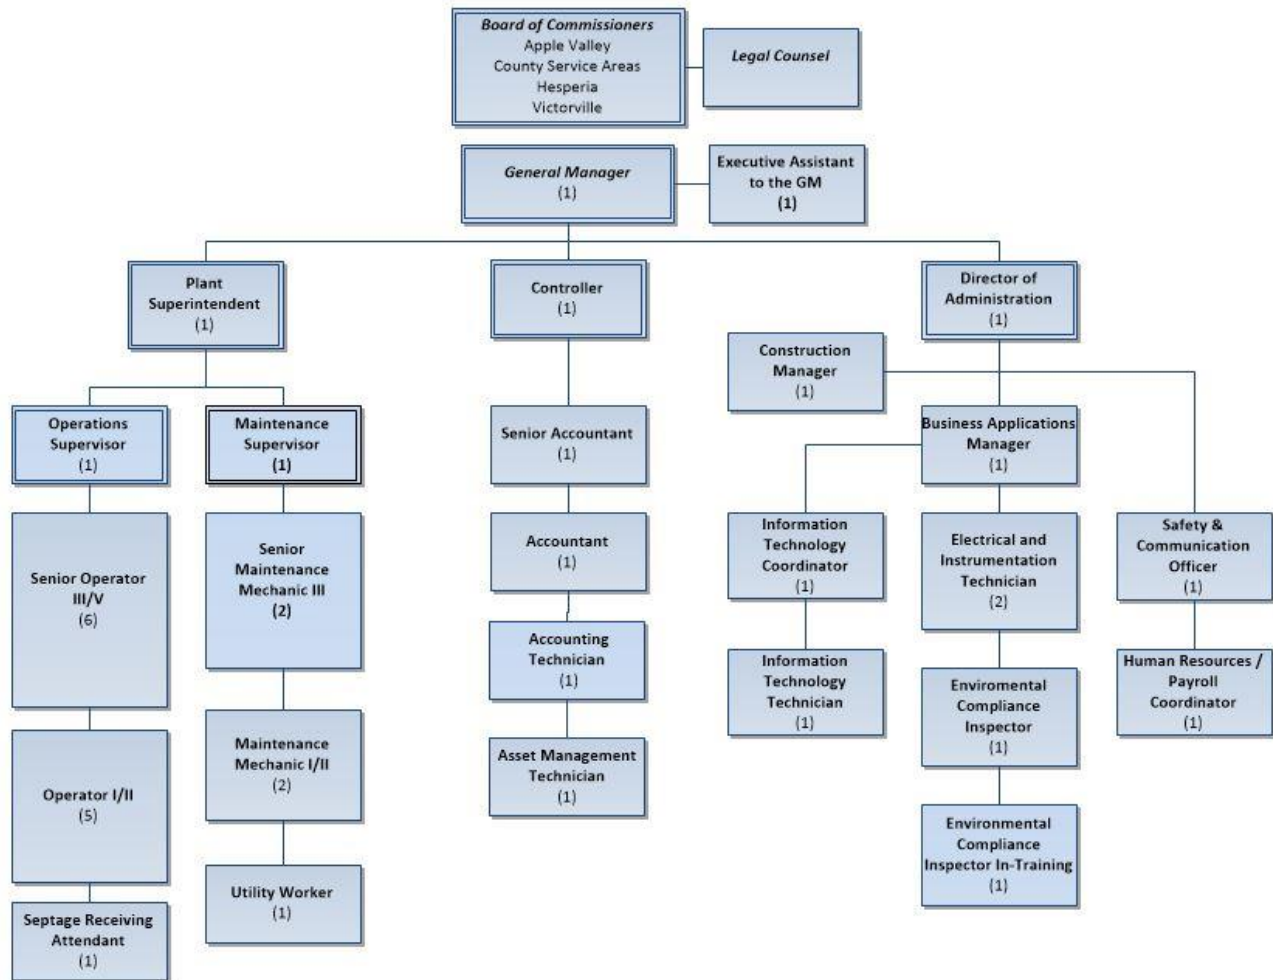 Board of Commissioners
Apple Valley
County Service Areas
Hesperia
Victorville
Legal Counsel
General Manager
(1)
Executive Assistant
to the GM
(1)
Plant
Superintendent
(1)
Controller
(1)
Director of
Administration
(1)
Construction
Manager
(1)
Operations
Supervisor
(1)
Maintenance
Supervisor
(1)
Senior Accountant
(1)
Business Applications
Manager
(1)
Senior Operator
III/V
(6)
Senior
Maintenance
Mechanic III
(2)
Accountant
(1)
Information
Technology
Coordinator
(1)
Electrical and
Instrumentation
Technician
(2)
Safety &
Communication
Officer
(1)
Accounting
Technician
(1)
Information
Technology
Technician
(1)
Enviromental
Compliance
Inspector
(1)
Human Resources /
Payroll
Coordinator
(1)
Operator I/II
(5)
Maintenance
Mechanic I/II
(2)
Asset Management
Technician
(1)
Environmental
Compliance
Inspector In-Training
(1)
Utility Worker
(1)
Septage Receiving
Attendant
(1)